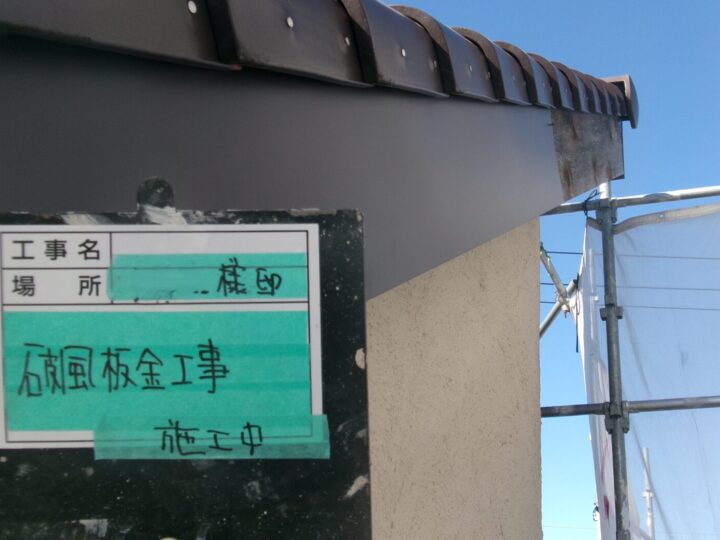 工事名
場所
様邸
破風板金工事
施工中